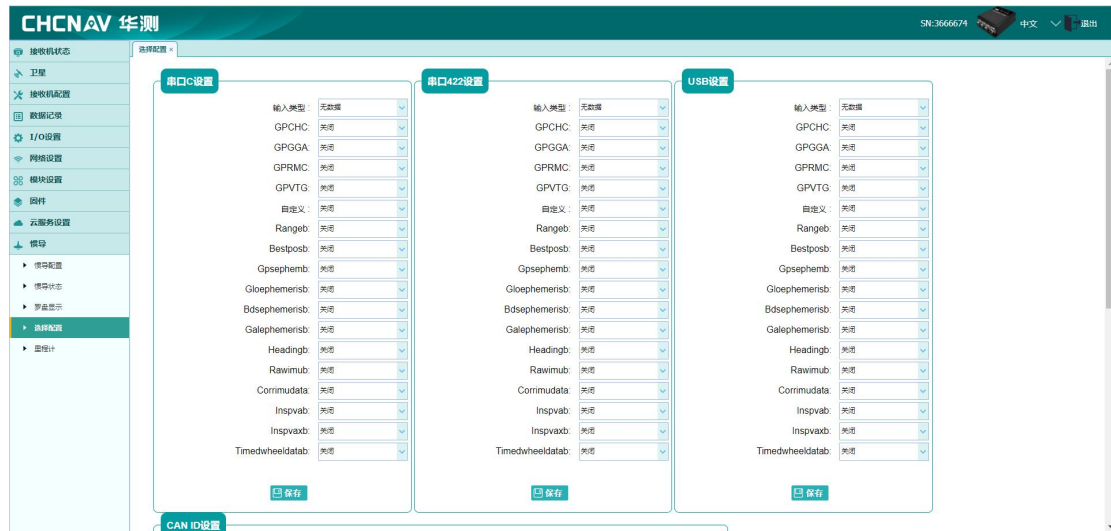 CHCNAV 华测
SN:3666674 中文 退出
接收机状态
卫星
接收机配置
数据记录
I/O设置
网络设置
模块设置
固件
云服务设置
惯导
惯导配置
惯导状态
罗盘显示
选择配置
里程计
选择配置 ×
串口C设置
输入类型: 无数据
GPCHC: 关闭
GPGGA: 关闭
GPRMC: 关闭
GPVTG: 关闭
自定义: 关闭
Rangeb: 关闭
Bestposb: 关闭
Gpsephemb: 关闭
Gloephemerisb: 关闭
Bdsephemerisb: 关闭
Galephemerisb: 关闭
Headingb: 关闭
Rawimub: 关闭
Corrimudata: 关闭
Inspvab: 关闭
Inspvaxb: 关闭
Timedwheeldatab: 关闭
保存
串口422设置
输入类型: 无数据
GPCHC: 关闭
GPGGA: 关闭
GPRMC: 关闭
GPVTG: 关闭
自定义: 关闭
Rangeb: 关闭
Bestposb: 关闭
Gpsephemb: 关闭
Gloephemerisb: 关闭
Bdsephemerisb: 关闭
Galephemerisb: 关闭
Headingb: 关闭
Rawimub: 关闭
Corrimudata: 关闭
Inspvab: 关闭
Inspvaxb: 关闭
Timedwheeldatab: 关闭
保存
USB设置
输入类型: 无数据
GPCHC: 关闭
GPGGA: 关闭
GPRMC: 关闭
GPVTG: 关闭
自定义: 关闭
Rangeb: 关闭
Bestposb: 关闭
Gpsephemb: 关闭
Gloephemerisb: 关闭
Bdsephemerisb: 关闭
Galephemerisb: 关闭
Headingb: 关闭
Rawimub: 关闭
Corrimudata: 关闭
Inspvab: 关闭
Inspvaxb: 关闭
Timedwheeldatab: 关闭
保存
CAN ID设置